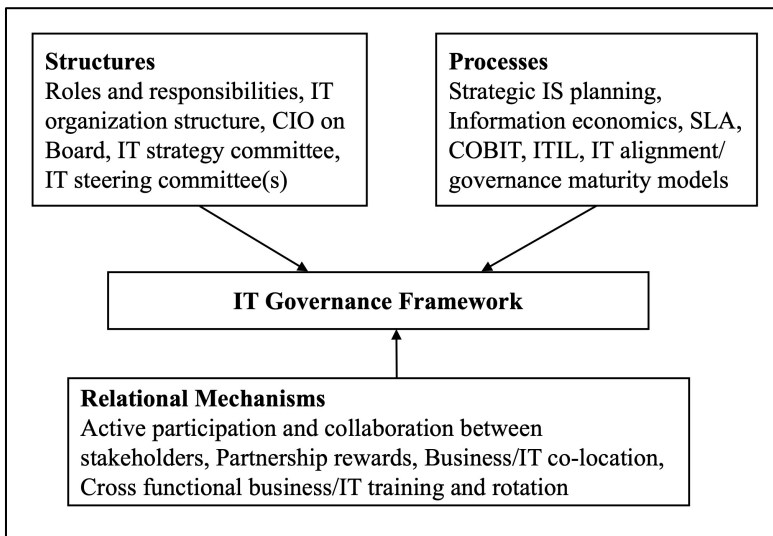 Structures
Roles and responsibilities, IT
organization structure, CIO on
Board, IT strategy committee,
IT steering committee(s)
Processes
Strategic IS planning,
Information economics, SLA,
COBIT, ITIL, IT alignment/
governance maturity models
IT Governance Framework
Relational Mechanisms
Active participation and collaboration between
stakeholders, Partnership rewards, Business/IT co-location,
Cross functional business/IT training and rotation